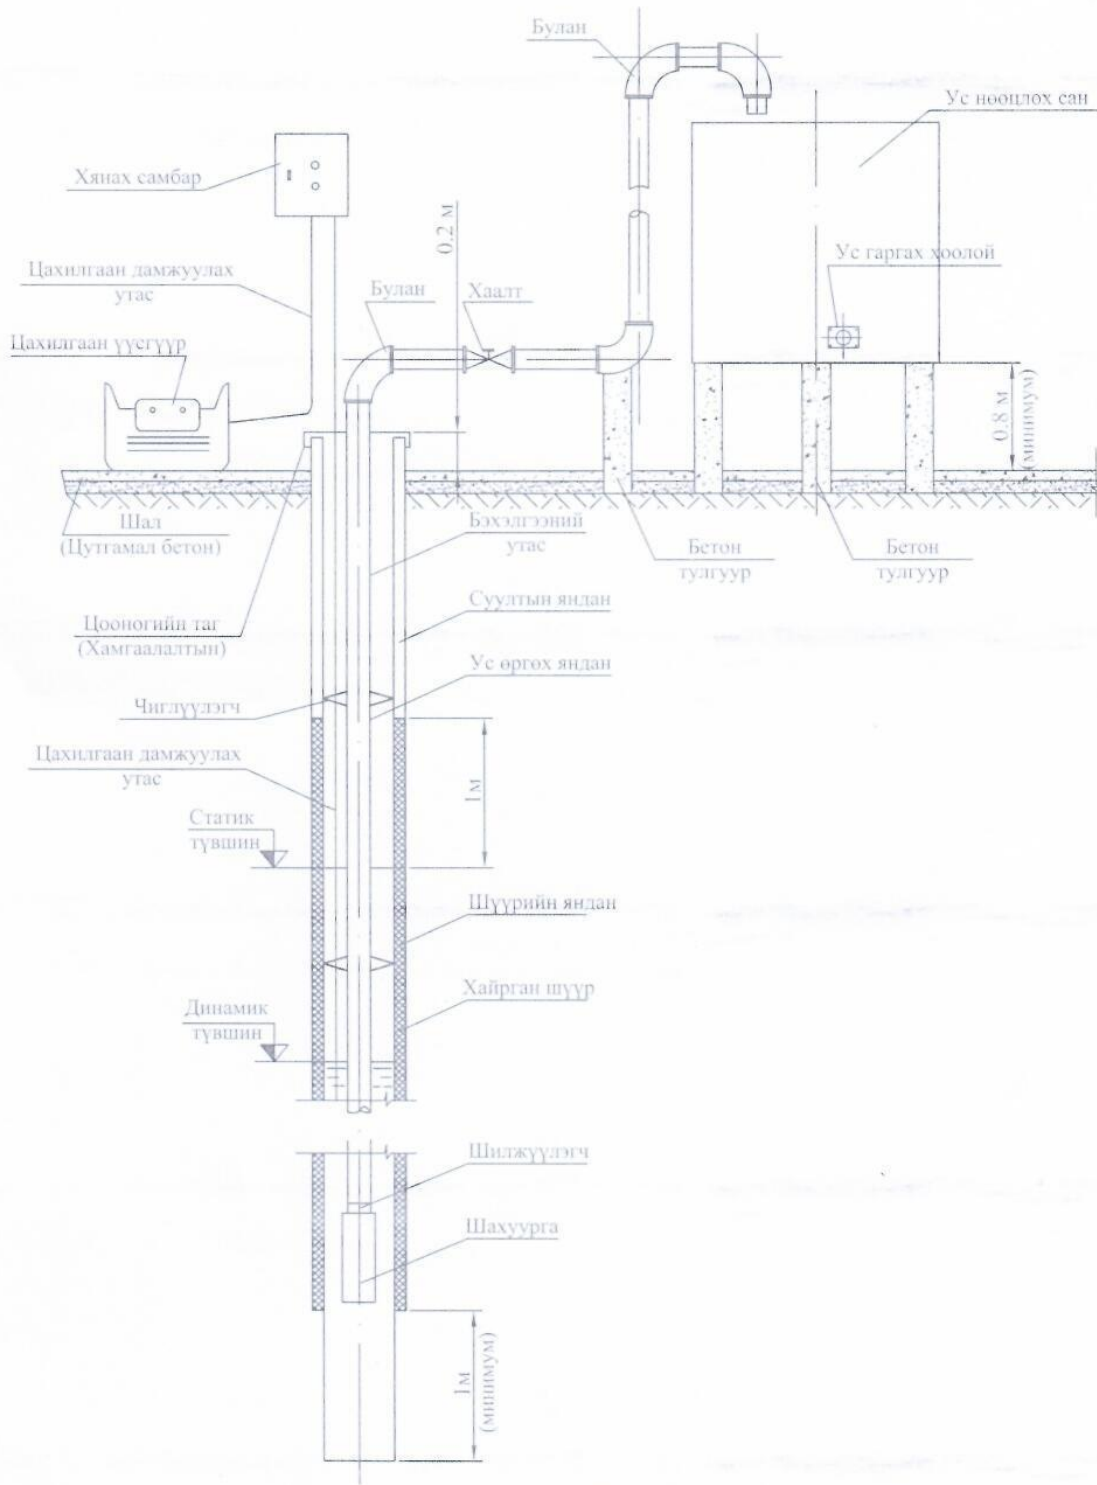 Булан
Ус нөөцлөх сан
Хянах самбар
0.2 м
Ус гаргах хоолой
Цахилгаан дамжуулах
утас
Булан
Хаалт
Цахилгаан үүсгүүр
0.8 м
(минимум)
Шал
(Цутгамал бетон)
Бэхэлгээний
утас
Бетон
тулгуур
Бетон
тулгуур
Суултын яндан
Цооногийн таг
(Хамгаалалтын)
Ус өргөх яндан
Чиглүүлэгч
Цахилгаан дамжуулах
утас
1м
Статик
түвшин
Шүүрийн яндан
Хайрган шүүр
Динамик
түвшин
Шилжүүлэгч
Шахуурга
1м
(минимум)